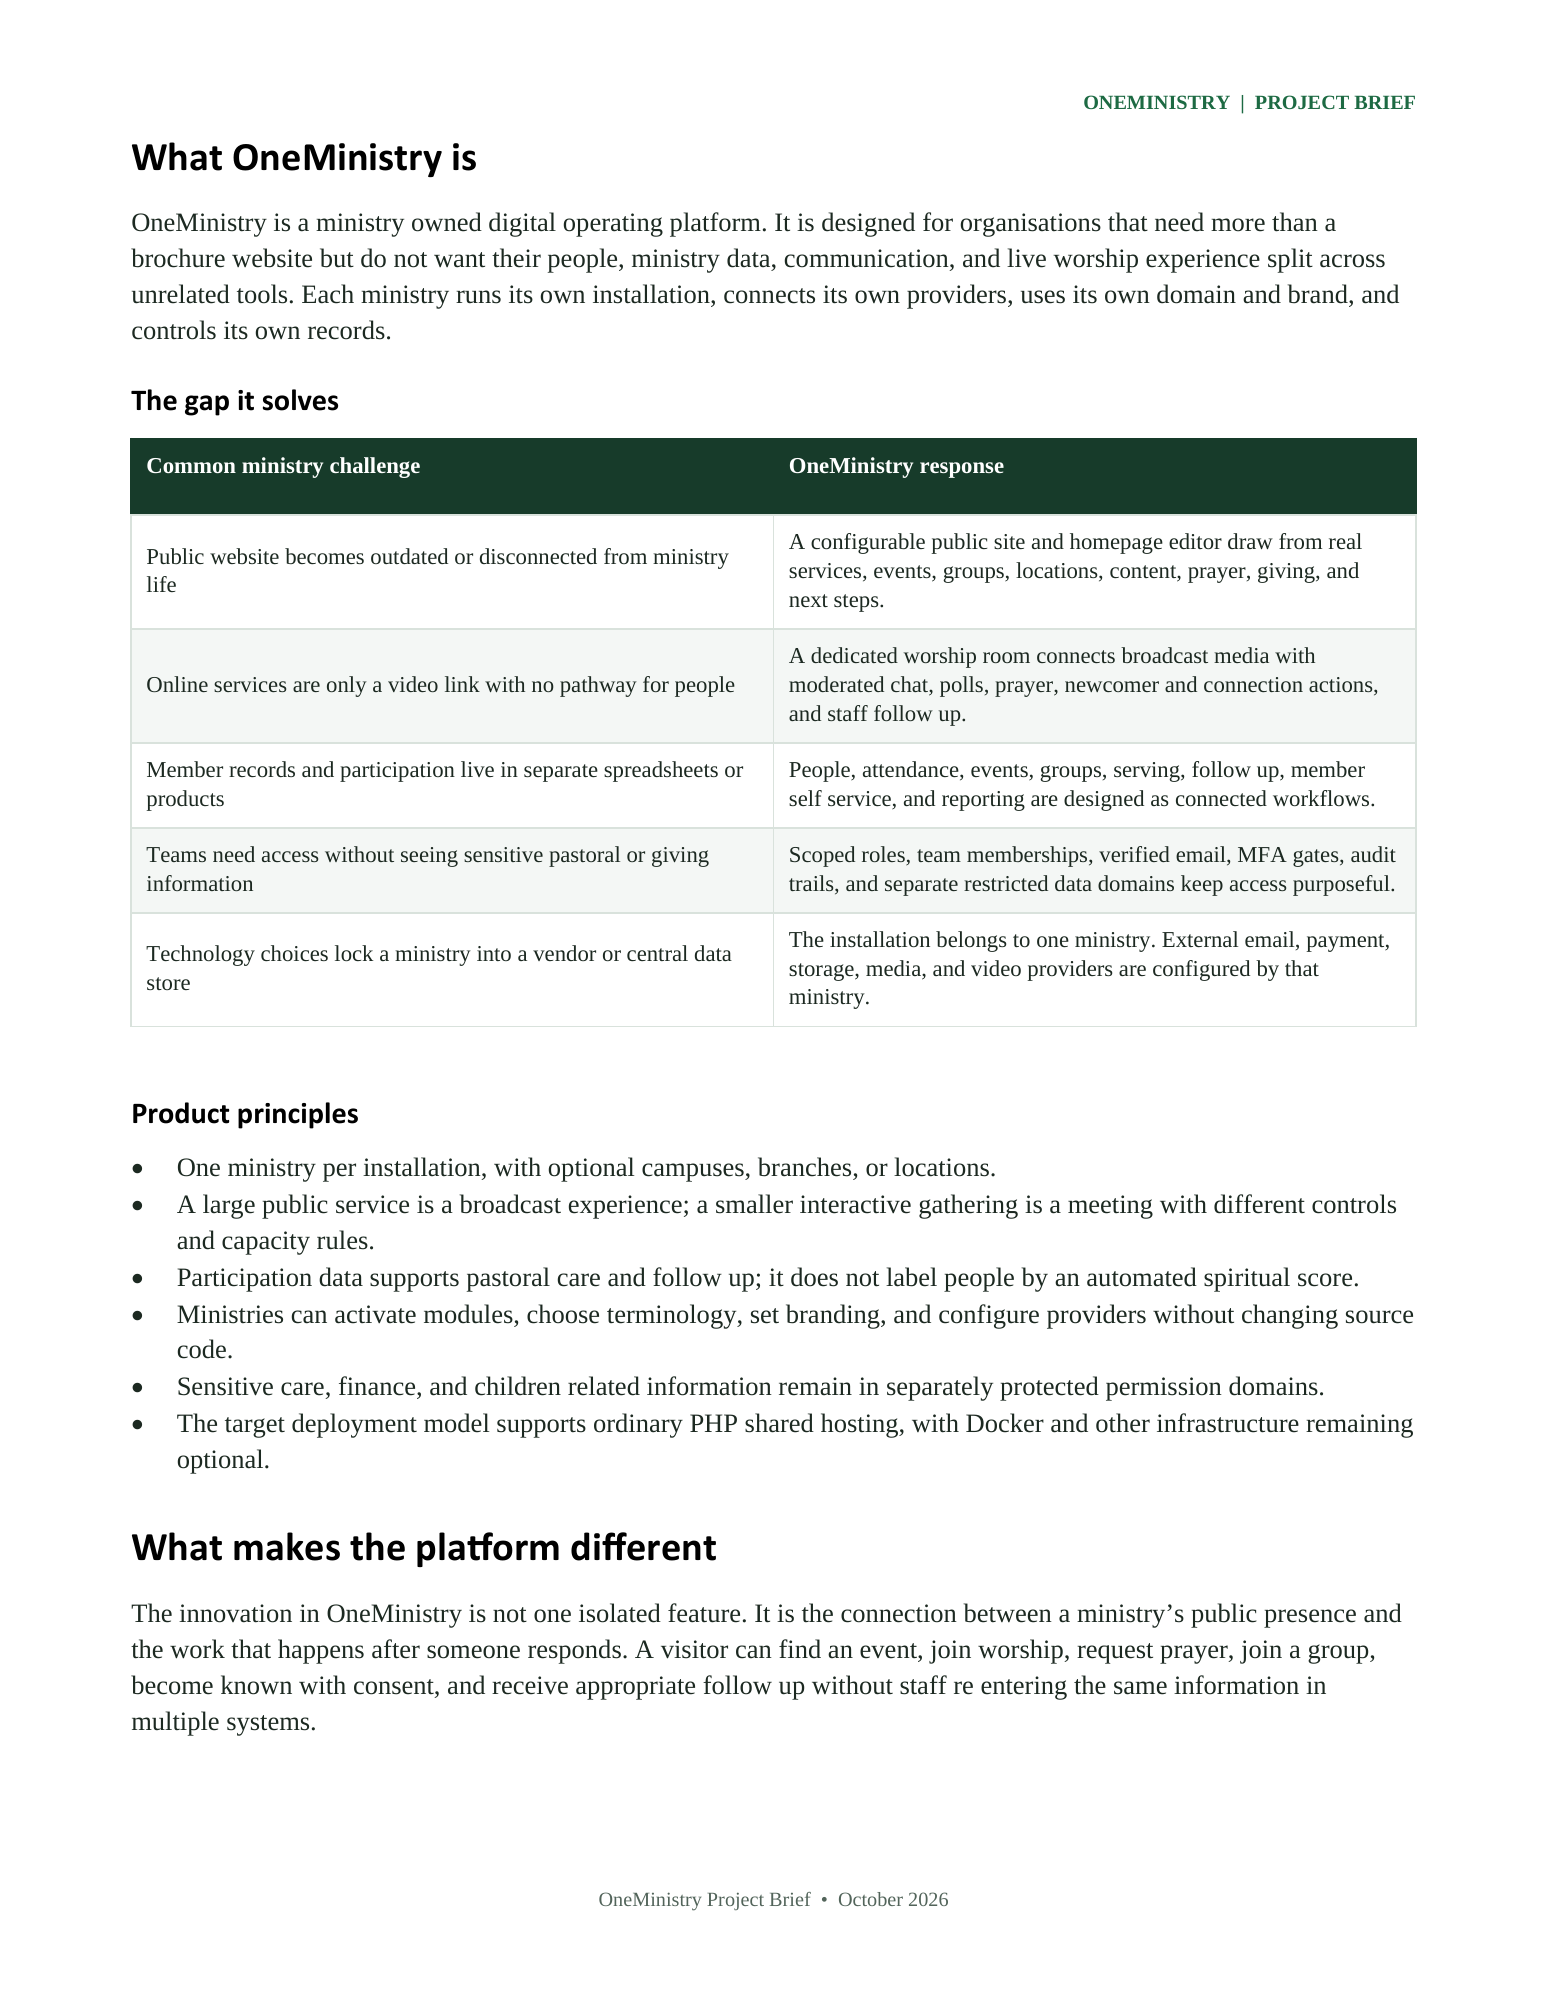 ONEMINISTRY | PROJECT BRIEF
What OneMinistry is
OneMinistry is a ministry owned digital operating platform. It is designed for organisations that need more than a
brochure website but do not want their people, ministry data, communication, and live worship experience split across
unrelated tools. Each ministry runs its own installation, connects its own providers, uses its own domain and brand, and
controls its own records.
The gap it solves
Common ministry challenge
OneMinistry response
Public website becomes outdated or disconnected from ministry
life
A configurable public site and homepage editor draw from real
services, events, groups, locations, content, prayer, giving, and
next steps.
Online services are only a video link with no pathway for people
A dedicated worship room connects broadcast media with
moderated chat, polls, prayer, newcomer and connection actions,
and staff follow up.
Member records and participation live in separate spreadsheets or
products
People, attendance, events, groups, serving, follow up, member
self service, and reporting are designed as connected workflows.
Teams need access without seeing sensitive pastoral or giving
information
Scoped roles, team memberships, verified email, MFA gates, audit
trails, and separate restricted data domains keep access purposeful.
Technology choices lock a ministry into a vendor or central data
store
The installation belongs to one ministry. External email, payment,
storage, media, and video providers are configured by that
ministry.
Product principles
• One ministry per installation, with optional campuses, branches, or locations.
• A large public service is a broadcast experience; a smaller interactive gathering is a meeting with different controls
and capacity rules.
• Participation data supports pastoral care and follow up; it does not label people by an automated spiritual score.
• Ministries can activate modules, choose terminology, set branding, and configure providers without changing source
code.
• Sensitive care, finance, and children related information remain in separately protected permission domains.
• The target deployment model supports ordinary PHP shared hosting, with Docker and other infrastructure remaining
optional.
What makes the platform different
The innovation in OneMinistry is not one isolated feature. It is the connection between a ministry’s public presence and
the work that happens after someone responds. A visitor can find an event, join worship, request prayer, join a group,
become known with consent, and receive appropriate follow up without staff re entering the same information in
multiple systems.
OneMinistry Project Brief • October 2026